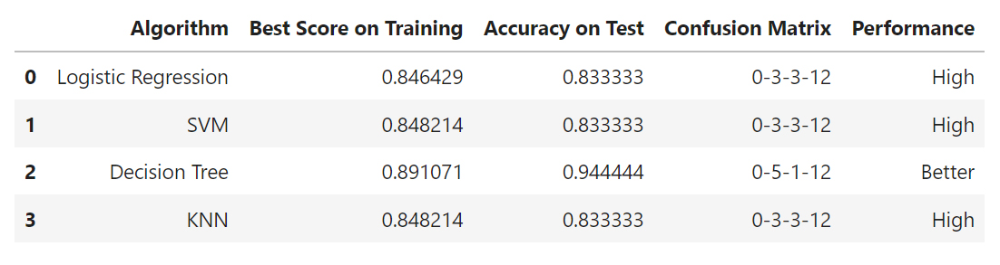 Algorithm Best Score on Training Accuracy on Test Confusion Matrix Performance
0 Logistic Regression 0.846429 0.833333 0-3-3-12 High
1 SVM 0.848214 0.833333 0-3-3-12 High
2 Decision Tree 0.891071 0.944444 0-5-1-12 Better
3 KNN 0.848214 0.833333 0-3-3-12 High